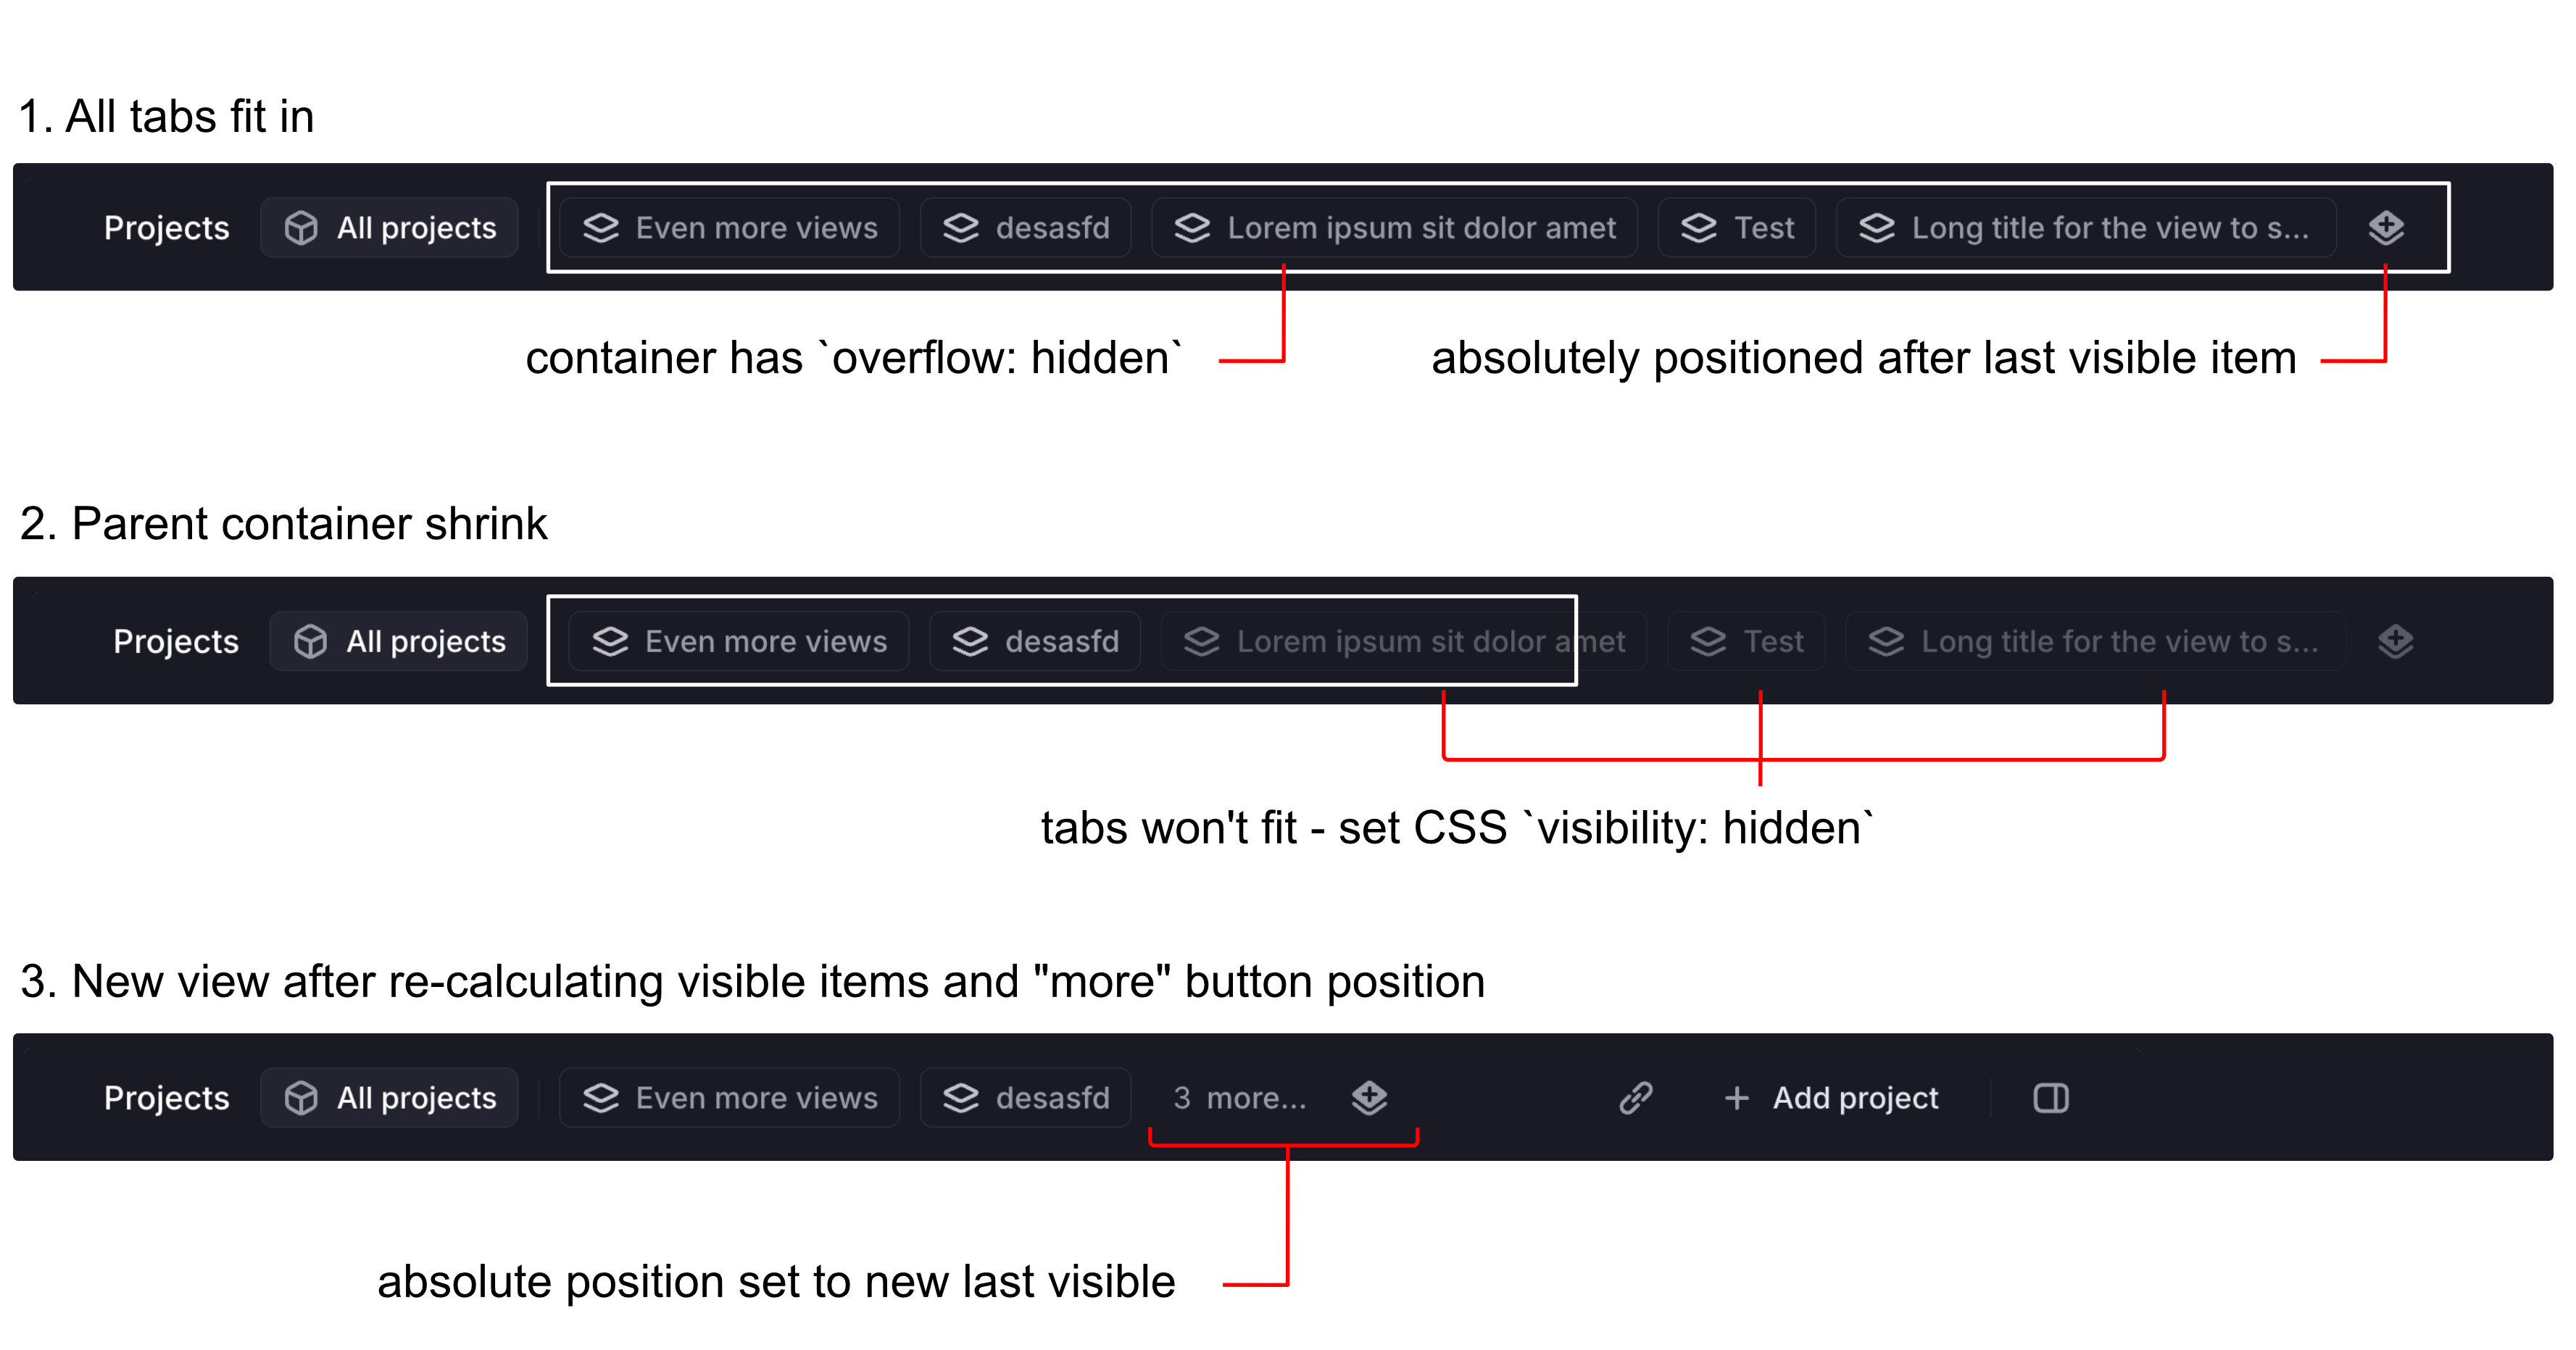 1. All tabs fit in
Projects All projects Even more views desasfd Lorem ipsum sit dolor amet Test Long title for the view to s...
container has `overflow: hidden` absolutely positioned after last visible item
2. Parent container shrink
Projects All projects Even more views desasfd Lorem ipsum sit dolor amet Test Long title for the view to s...
tabs won't fit - set CSS `visibility: hidden`
3. New view after re-calculating visible items and "more" button position
Projects All projects Even more views desasfd 3 more... + Add project
absolute position set to new last visible